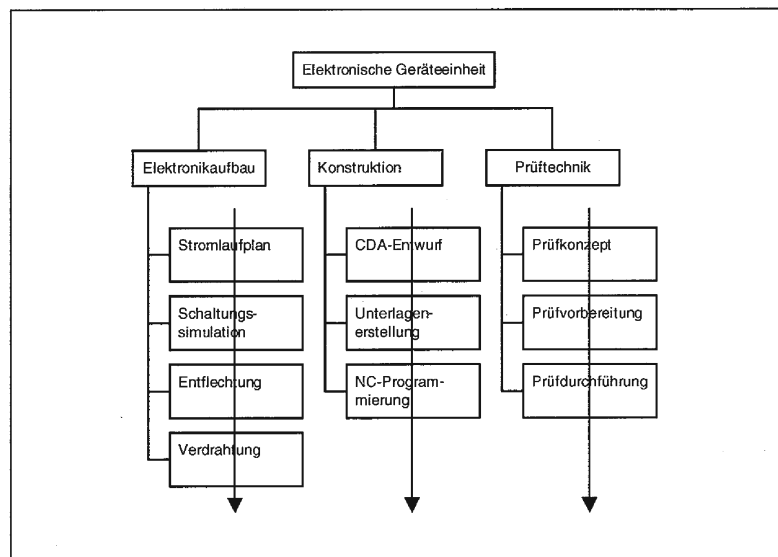 Elektronische Geräteeinheit
Elektronikaufbau
Konstruktion
Prüftechnik
Stromlaufplan
Schaltungs-
simulation
Entflechtung
Verdrahtung
CDA-Entwurf
Unterlagen-
erstellung
NC-Program-
mierung
Prüfkonzept
Prüfvorbereitung
Prüfdurchführung